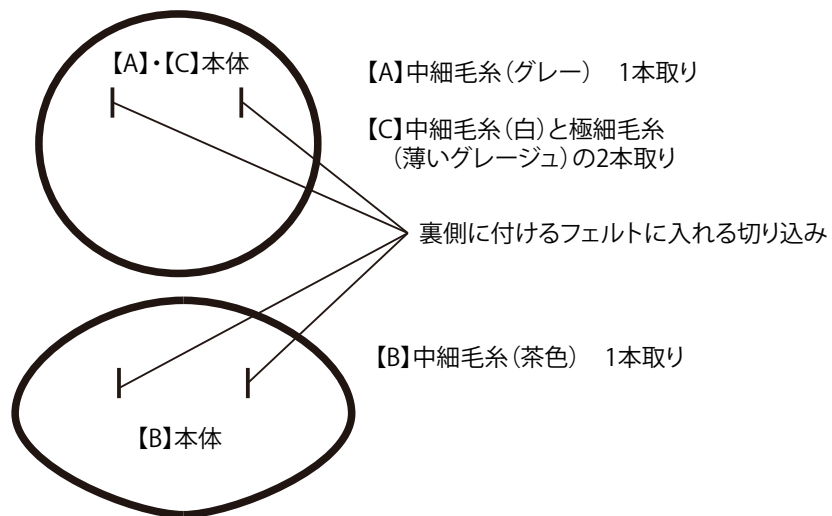 【A】・【C】本体
【A】中細毛糸（グレー）　1本取り
【C】中細毛糸（白）と極細毛糸
（薄いグレージュ）の2本取り
裏側に付けるフェルトに入れる切り込み
【B】中細毛糸（茶色）　1本取り
【B】本体